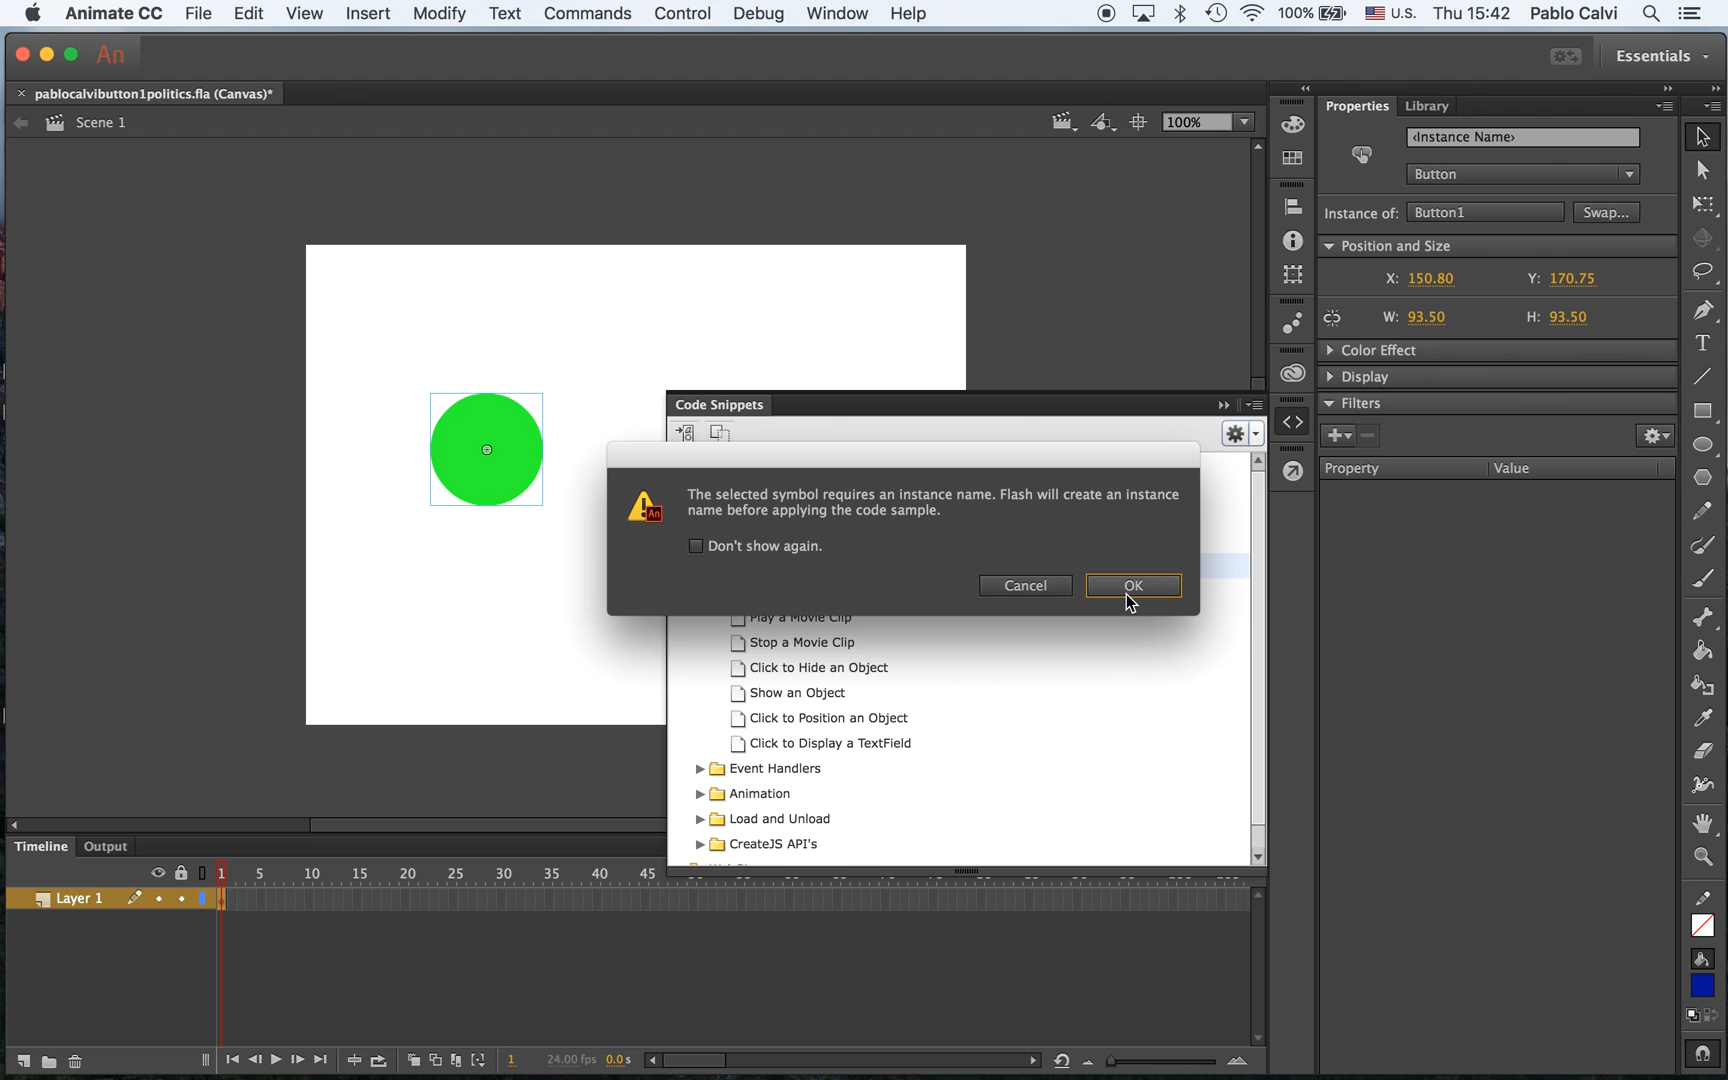 Animate CC File Edit View Insert Modify Text Commands Control Debug Window Help 100% U.S. Thu 15:42 Pablo Calvi
An Essentials
× pablocalvibutton1politics.fla (Canvas)*
Scene 1 100%
Properties Library
<Instance Name>
Button
Instance of: Button1 Swap...
Position and Size
X: 150.80 Y: 170.75
W: 93.50 H: 93.50
Color Effect
Display
Filters
Property Value
Code Snippets
The selected symbol requires an instance name. Flash will create an instance
name before applying the code sample.
Don't show again.
Cancel OK
Play a Movie Clip
Stop a Movie Clip
Click to Hide an Object
Show an Object
Click to Position an Object
Click to Display a TextField
Event Handlers
Animation
Load and Unload
CreateJS API's
Timeline Output
1 5 10 15 20 25 30 35 40 45
Layer 1
1 24.00 fps 0.0 s